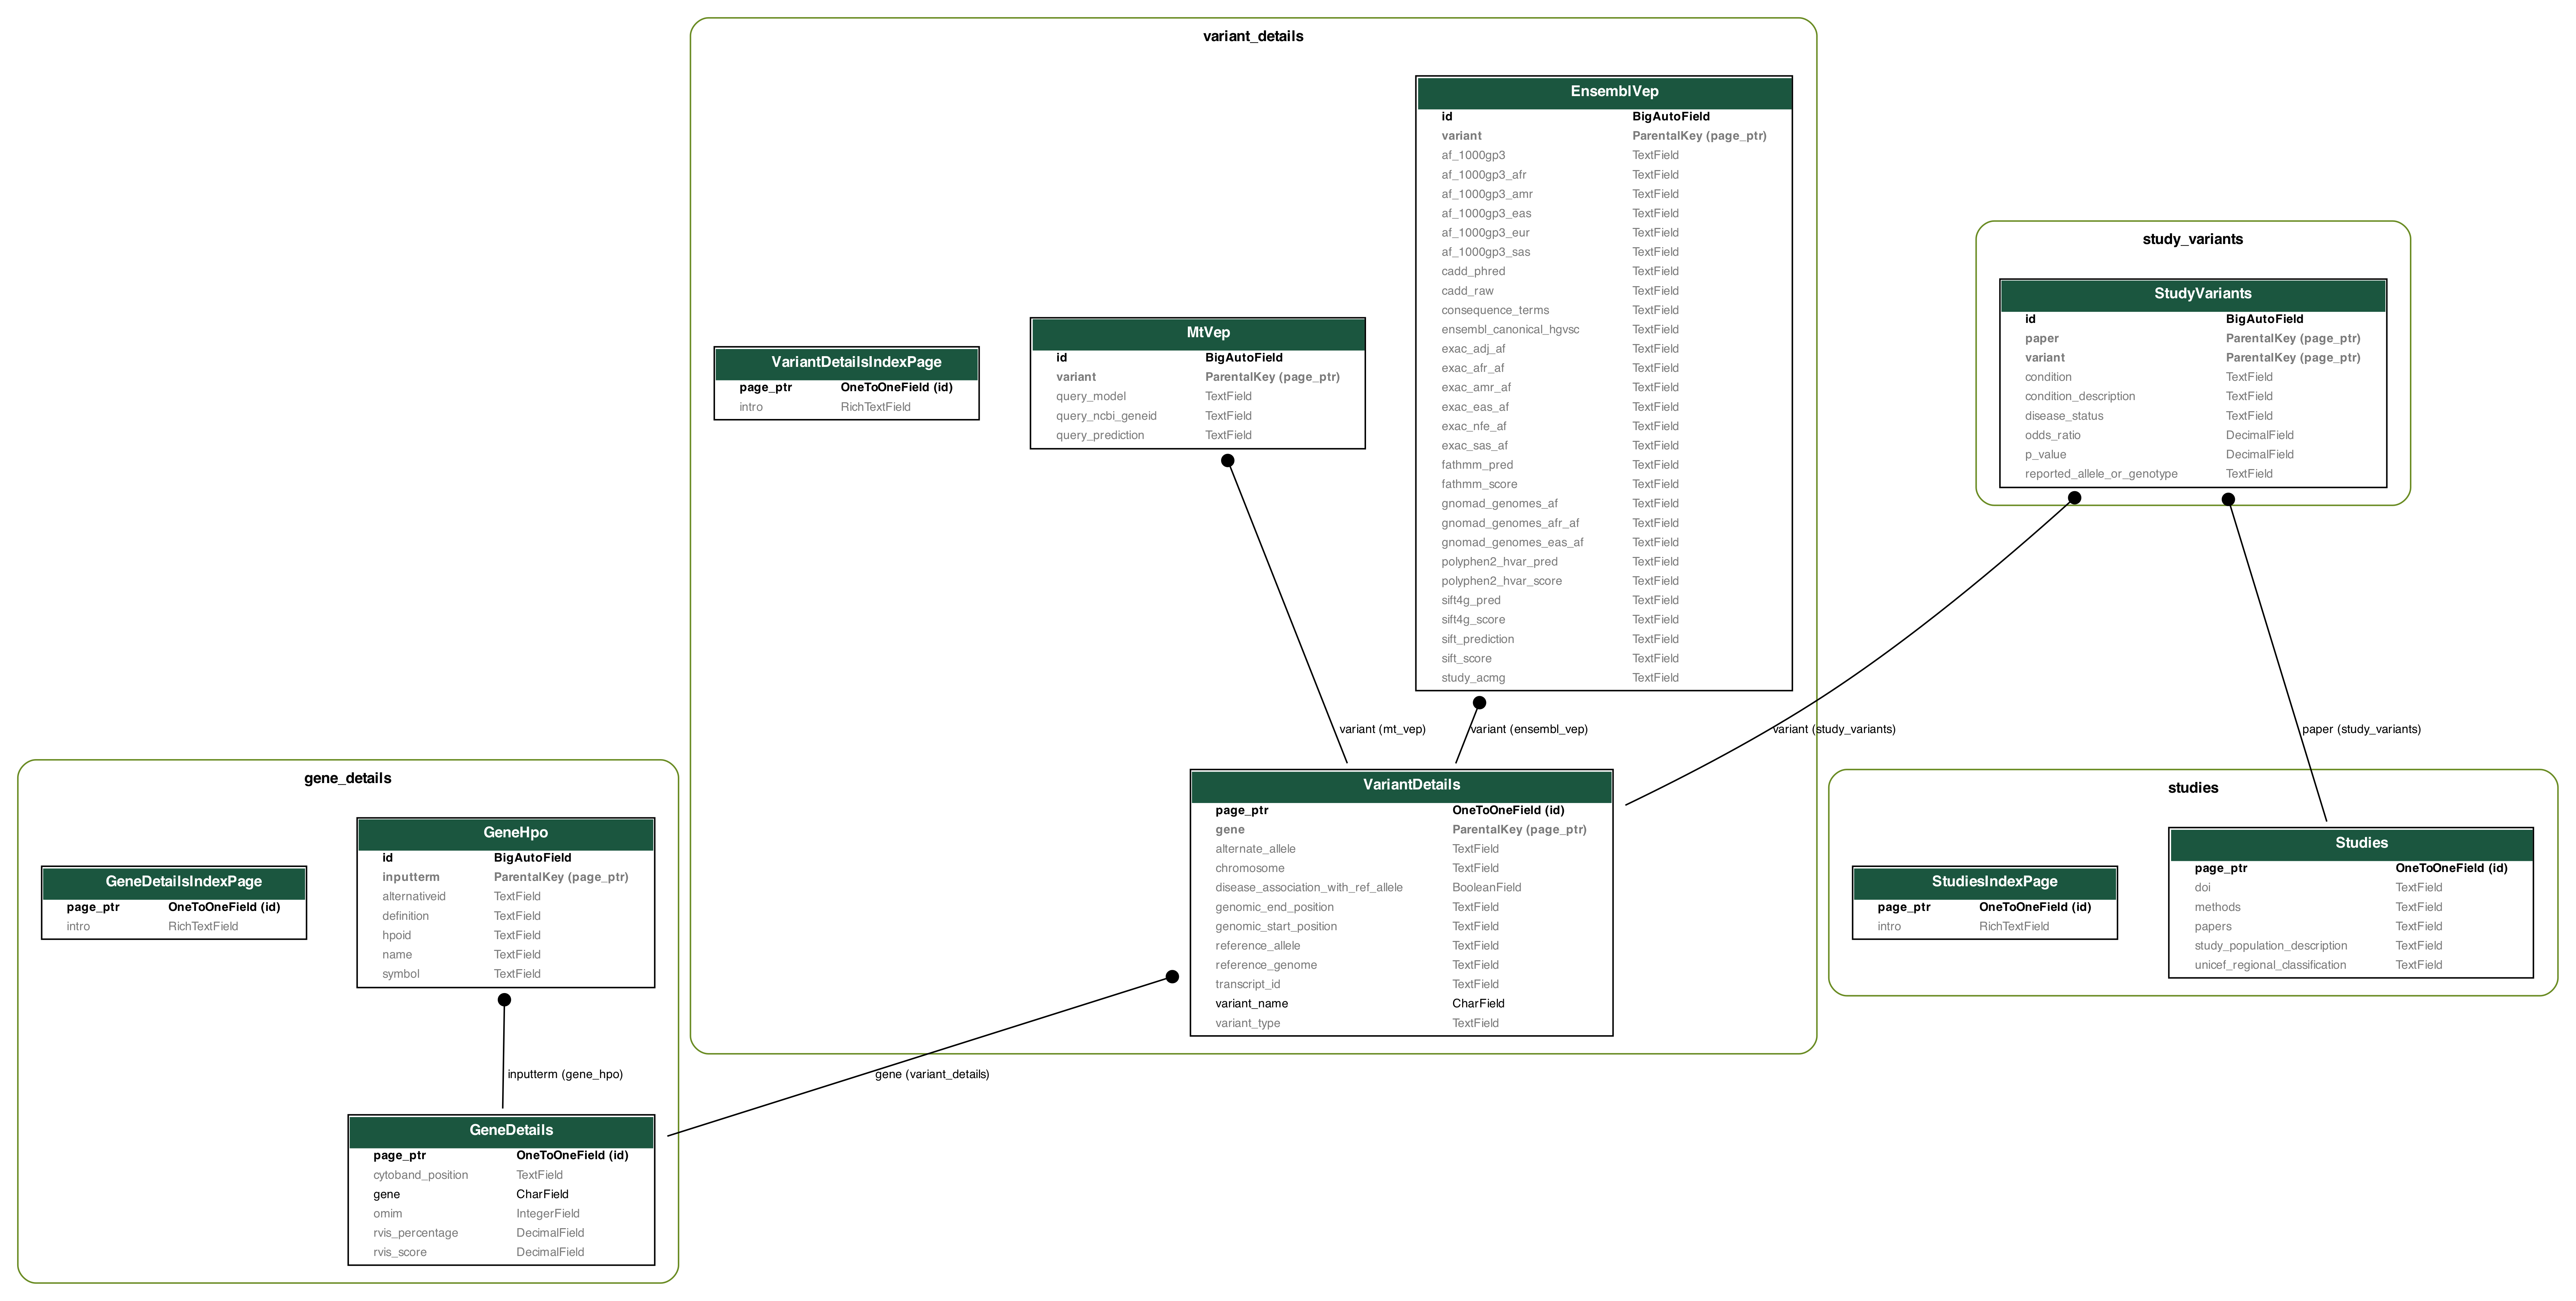 variant_details
EnsemblVep
id BigAutoField
variant ParentalKey (page_ptr)
af_1000gp3 TextField
af_1000gp3_afr TextField
af_1000gp3_amr TextField
af_1000gp3_eas TextField
af_1000gp3_eur TextField
af_1000gp3_sas TextField
cadd_phred TextField
cadd_raw TextField
consequence_terms TextField
ensembl_canonical_hgvsc TextField
exac_adj_af TextField
exac_afr_af TextField
exac_amr_af TextField
exac_eas_af TextField
exac_nfe_af TextField
exac_sas_af TextField
fathmm_pred TextField
fathmm_score TextField
gnomad_genomes_af TextField
gnomad_genomes_afr_af TextField
gnomad_genomes_eas_af TextField
polyphen2_hvar_pred TextField
polyphen2_hvar_score TextField
sift4g_pred TextField
sift4g_score TextField
sift_prediction TextField
sift_score TextField
study_acmg TextField
MtVep
id BigAutoField
variant ParentalKey (page_ptr)
query_model TextField
query_ncbi_geneid TextField
query_prediction TextField
VariantDetailsIndexPage
page_ptr OneToOneField (id)
intro RichTextField
study_variants
StudyVariants
id BigAutoField
paper ParentalKey (page_ptr)
variant ParentalKey (page_ptr)
condition TextField
condition_description TextField
disease_status TextField
odds_ratio DecimalField
p_value DecimalField
reported_allele_or_genotype TextField
variant (mt_vep)
variant (ensembl_vep)
variant (study_variants)
paper (study_variants)
VariantDetails
page_ptr OneToOneField (id)
gene ParentalKey (page_ptr)
alternate_allele TextField
chromosome TextField
disease_association_with_ref_allele BooleanField
genomic_end_position TextField
genomic_start_position TextField
reference_allele TextField
reference_genome TextField
transcript_id TextField
variant_name CharField
variant_type TextField
studies
StudiesIndexPage
page_ptr OneToOneField (id)
intro RichTextField
Studies
page_ptr OneToOneField (id)
doi TextField
methods TextField
papers TextField
study_population_description TextField
unicef_regional_classification TextField
gene_details
GeneDetailsIndexPage
page_ptr OneToOneField (id)
intro RichTextField
GeneHpo
id BigAutoField
inputterm ParentalKey (page_ptr)
alternativeid TextField
definition TextField
hpoid TextField
name TextField
symbol TextField
inputterm (gene_hpo)
gene (variant_details)
GeneDetails
page_ptr OneToOneField (id)
cytoband_position TextField
gene CharField
omim IntegerField
rvis_percentage DecimalField
rvis_score DecimalField